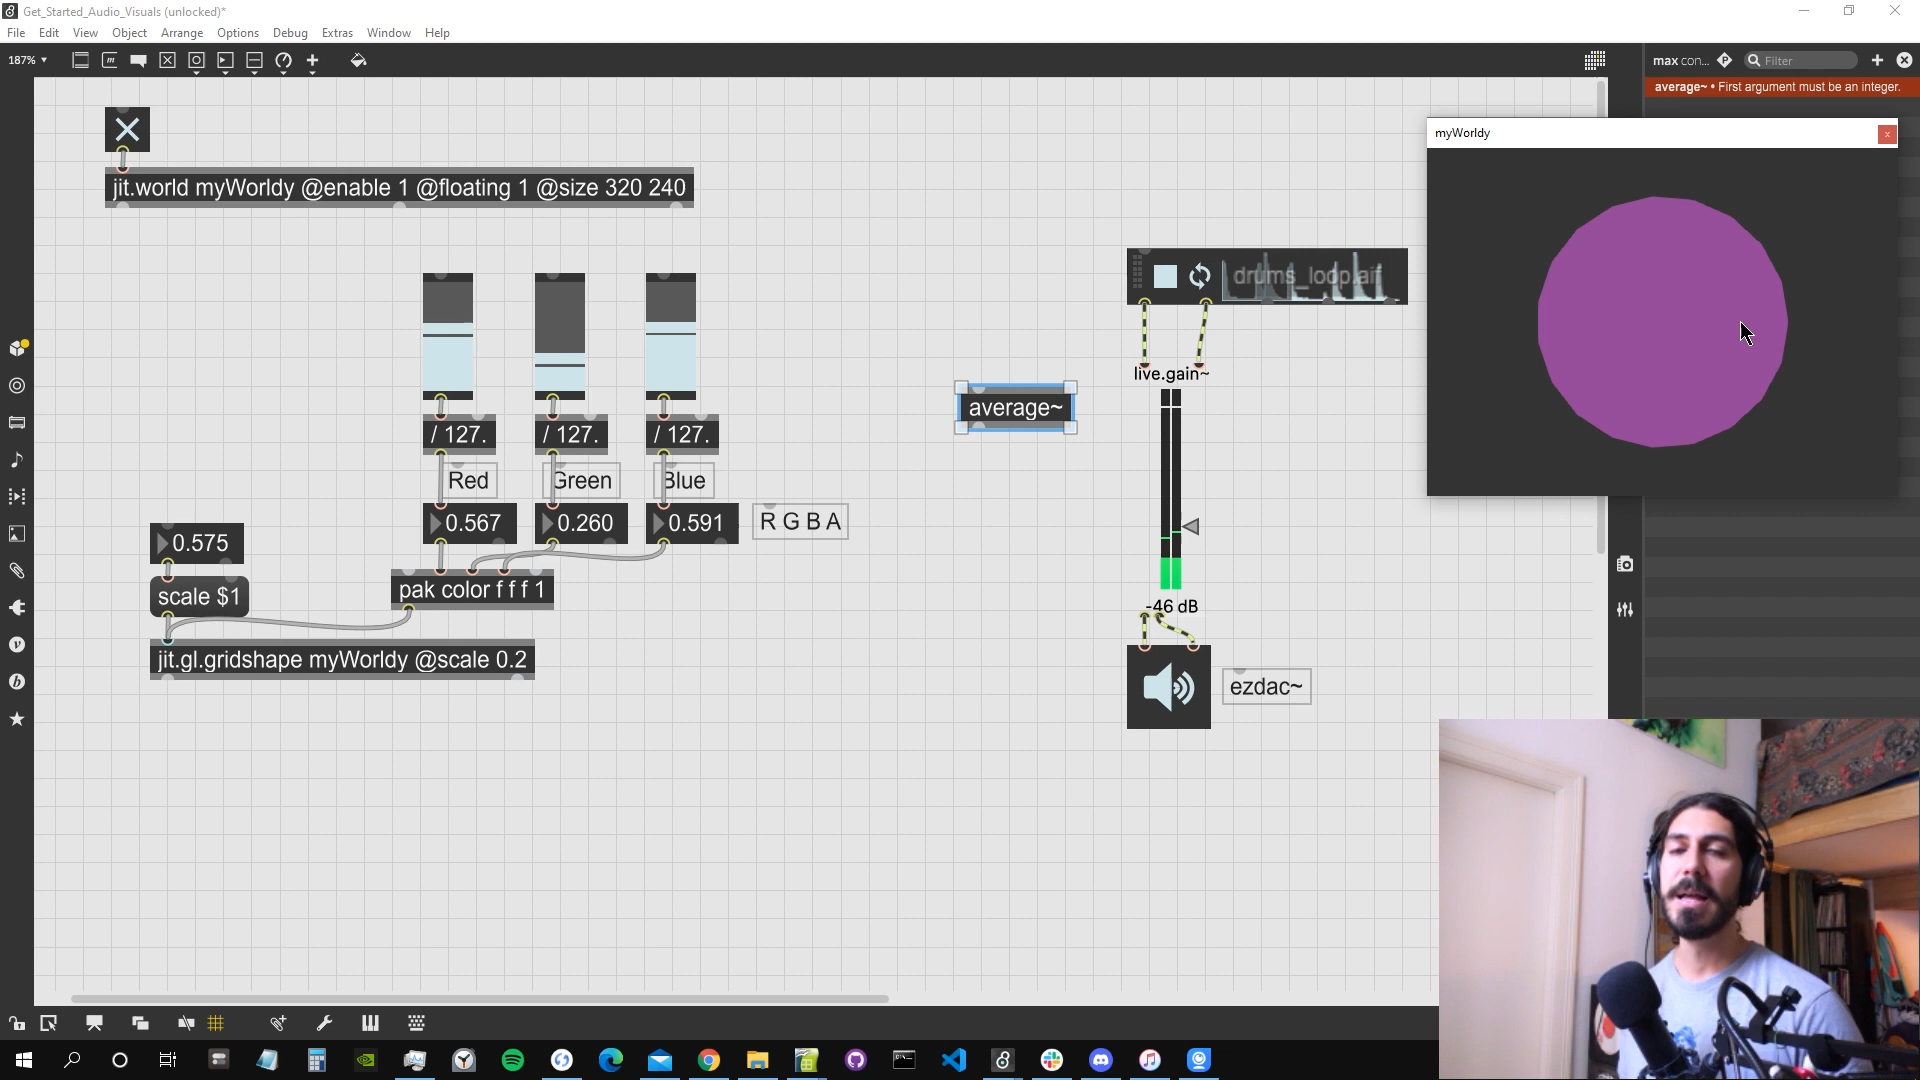 Get_Started_Audio_Visuals (unlocked)*
File Edit View Object Arrange Options Debug Extras Window Help
187%
max con...
Filter
average~ • First argument must be an integer.
myWorldy
x
jit.world myWorldy @enable 1 @floating 1 @size 320 240
drums_loop.aif
live.gain~
average~
/ 127.
/ 127.
/ 127.
Red
Green
Blue
0.567
0.260
0.591
R G B A
0.575
scale $1
pak color f f f 1
-46 dB
jit.gl.gridshape myWorldy @scale 0.2
ezdac~